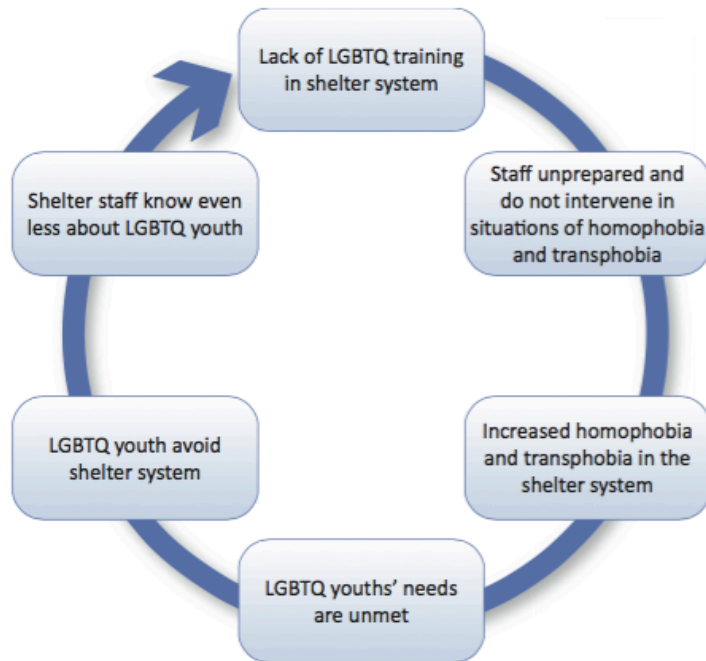 Lack of LGBTQ training
in shelter system
Staff unprepared and
do not intervene in
situations of homophobia
and transphobia
Increased homophobia
and transphobia in the
shelter system
LGBTQ youths' needs
are unmet
LGBTQ youth avoid
shelter system
Shelter staff know even
less about LGBTQ youth